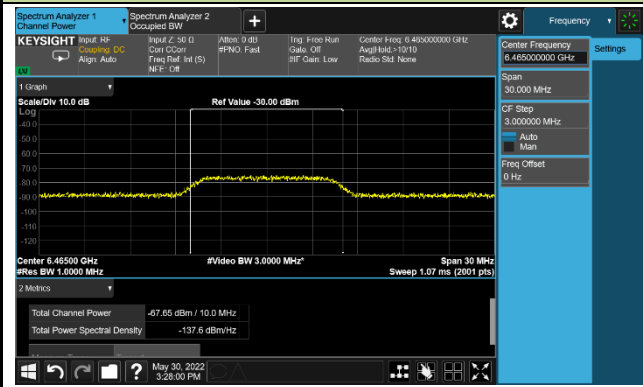 Spectrum Analyzer 1
Channel Power
Spectrum Analyzer 2
Occupied BW
Frequency
KEYSIGHT
Input: RF
Coupling: DC
Align: Auto
Input Z: 50 Ω
Corr CCorr
Freq Ref: Int (S)
NFE: Off
Atten: 0 dB
#PNO: Fast
Trig: Free Run
Gate: Off
#IF Gain: Low
Center Freq: 6.465000000 GHz
Avg|Hold:>10/10
Radio Std: None
Center Frequency
6.465000000 GHz
Settings
Span
30.000 MHz
CF Step
3.000000 MHz
Auto
Man
Freq Offset
0 Hz
1 Graph
Scale/Div 10.0 dB
Ref Value -30.00 dBm
Log
-40.0
-50.0
-60.0
-70.0
-80.0
-90.0
-100
-110
-120
Center 6.46500 GHz
#Video BW 3.0000 MHz*
Span 30 MHz
#Res BW 1.0000 MHz
Sweep 1.07 ms (2001 pts)
2 Metrics
Total Channel Power -67.65 dBm / 10.0 MHz
Total Power Spectral Density -137.6 dBm/Hz
May 30, 2022
3:28:00 PM